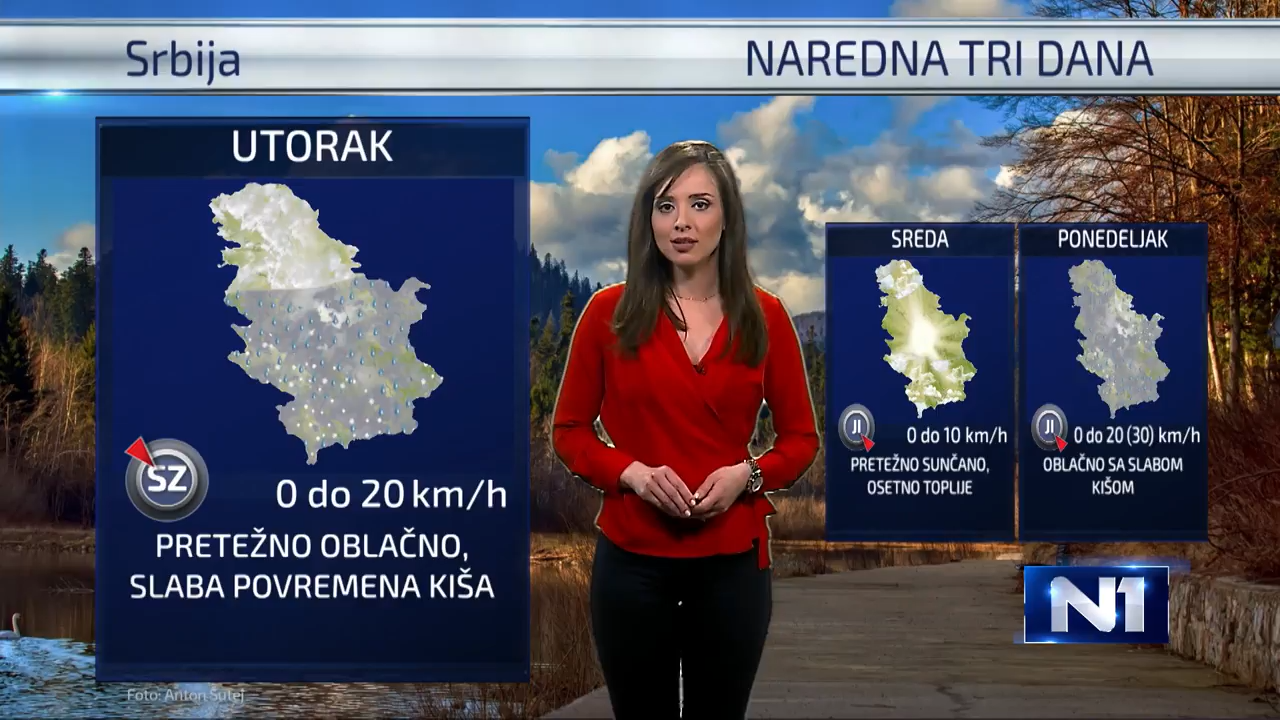 Srbija
NAREDNA TRI DANA
UTORAK
SZ
0 do 20 km/h
PRETEŽNO OBLAČNO,
SLABA POVREMENA KIŠA
SREDA
JI
0 do 10 km/h
PRETEŽNO SUNČANO,
OSETNO TOPLIJE
PONEDELJAK
JI
0 do 20 (30) km/h
OBLAČNO SA SLABOM
KIŠOM
N1
Foto: Anton Šutej